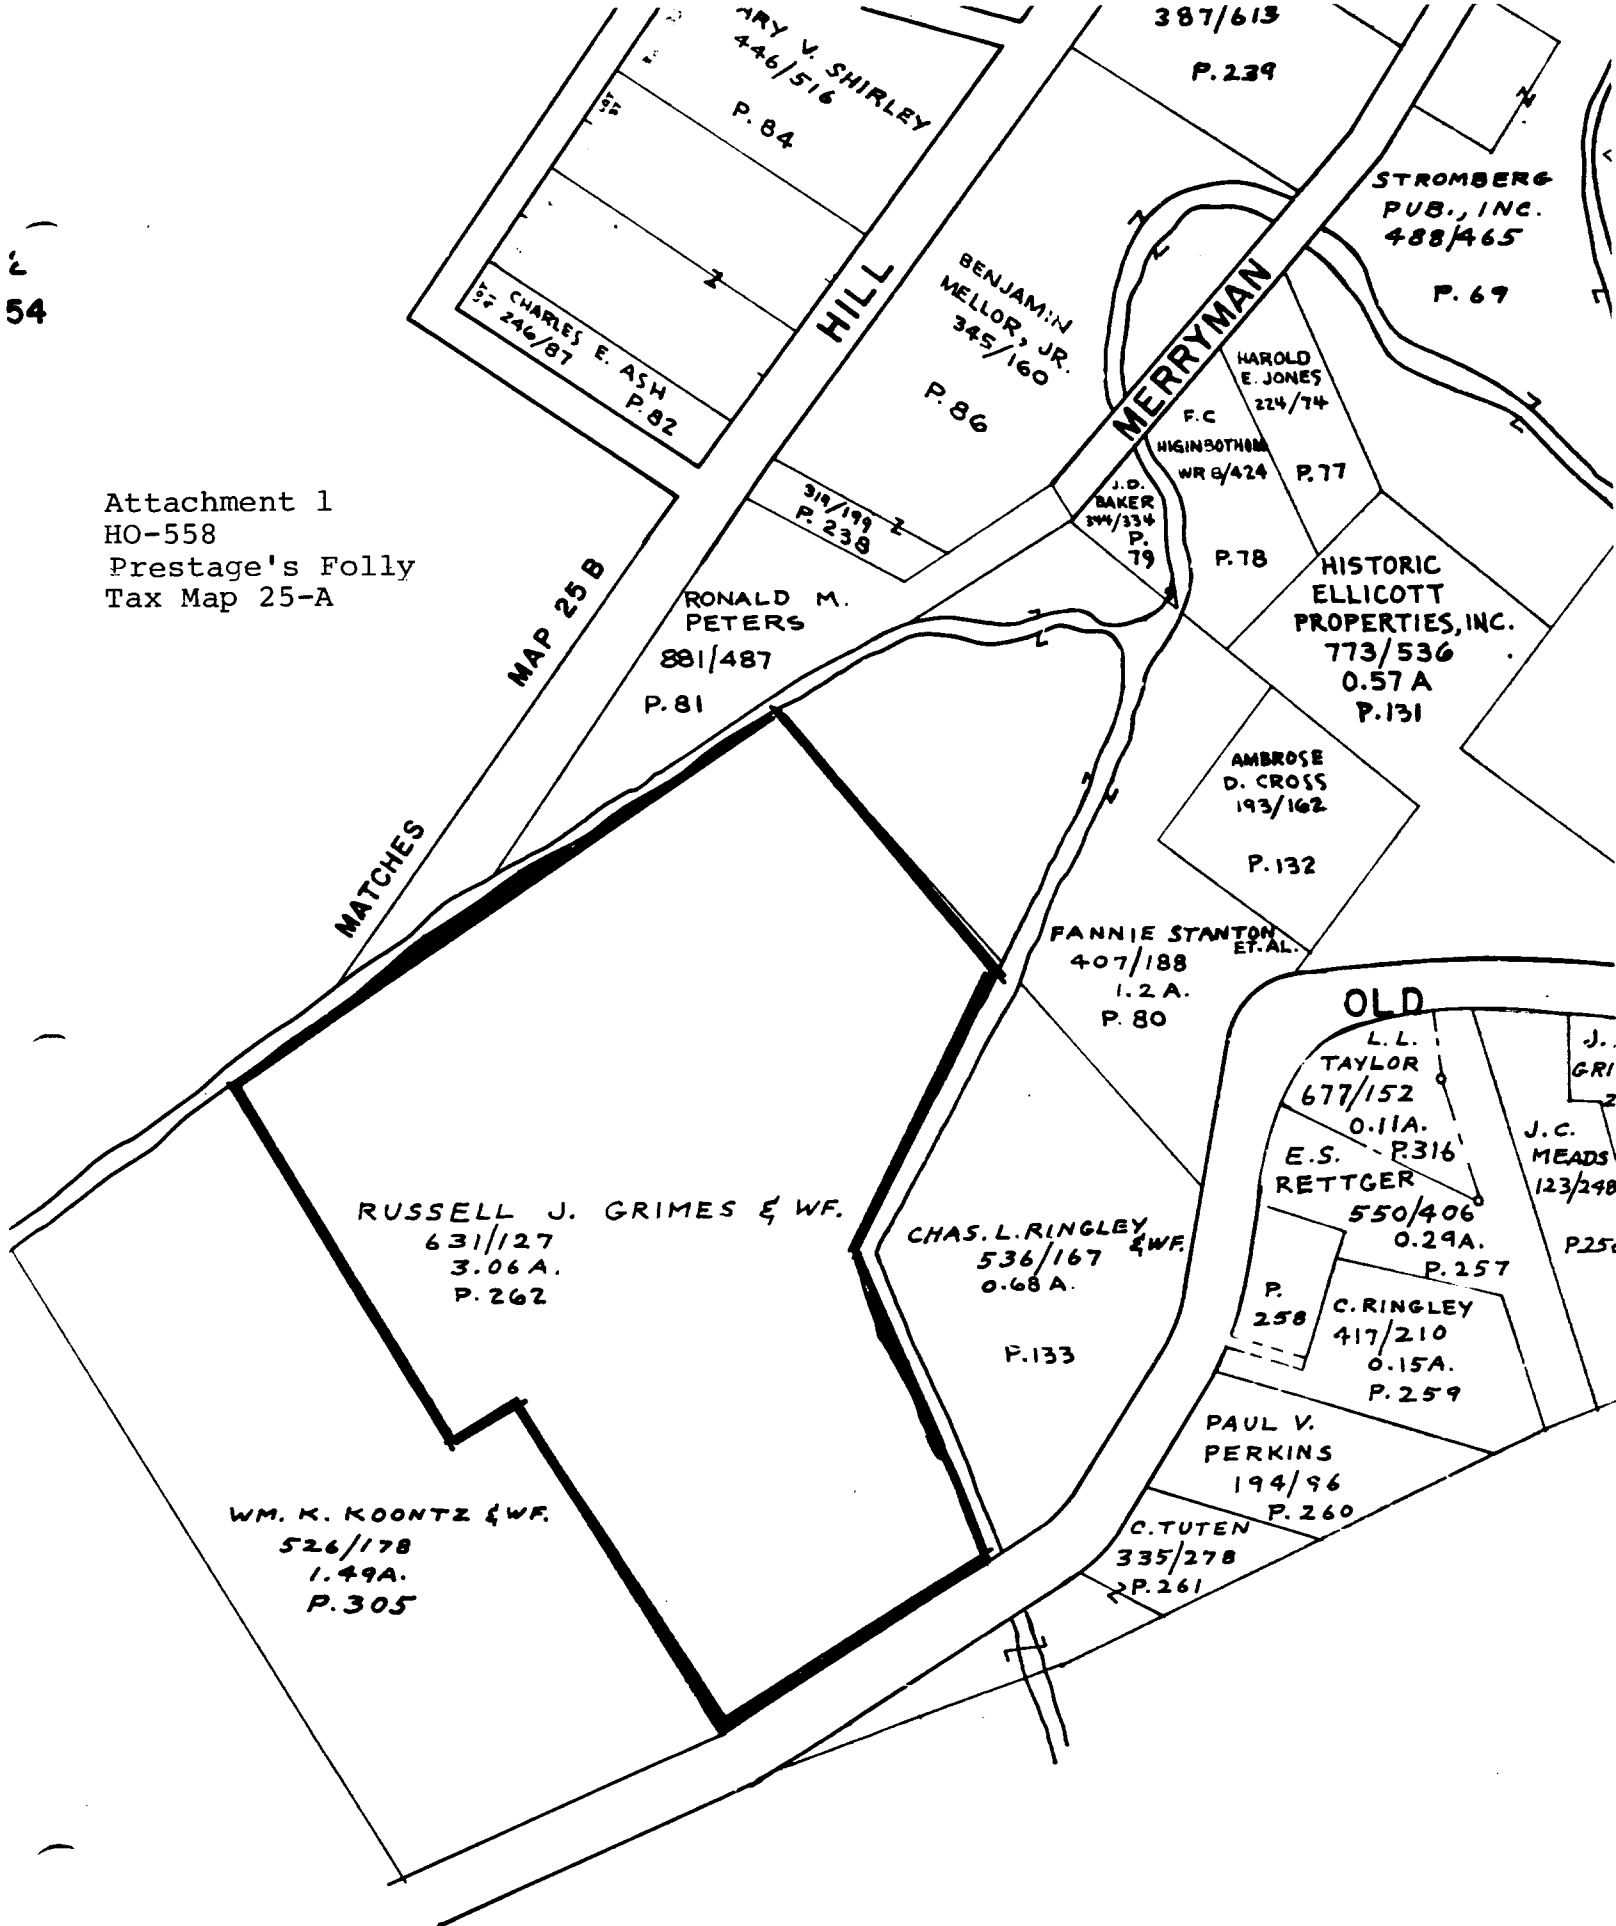 387/613
P. 239
V. SHIRLEY
446/516
P. 84
STROMBERG
PUB., INC.
488/465
P. 69
54
HILL
BENJAMIN
MELLOR, JR.
345/160
P. 86
MERRYMAN
CHARLES E. ASH
246/87
P. 82
HAROLD
E. JONES
224/74
P. 77
F.C
HIGINBOTHOM
WR 8/424
P. 78
J.D.
BAKER
344/334
P.
79
319/199
P. 238
Attachment 1
HO-558
Prestage's Folly
Tax Map 25-A
MATCHES MAP 25 B
RONALD M.
PETERS
881/487
P. 81
HISTORIC
ELLICOTT
PROPERTIES, INC.
773/536
0.57 A
P. 131
AMBROSE
D. CROSS
193/162
P. 132
FANNIE STANTON
ET. AL.
407/188
1.2 A.
P. 80
OLD
L. L.
TAYLOR
677/152
0.11A.
P. 316
J.
GRI
J.C.
MEADS
123/248
E.S.
RETTGER
550/406
0.29A.
P. 257
RUSSELL J. GRIMES & WF.
631/127
3.06 A.
P. 262
CHAS. L. RINGLEY
& WF.
536/167
0.68 A.
P. 133
P.
258
C. RINGLEY
417/210
0.15A.
P. 259
PAUL V.
PERKINS
194/96
P. 260
WM. K. KOONTZ & WF.
526/178
1.49A.
P. 305
C. TUTEN
335/278
P. 261